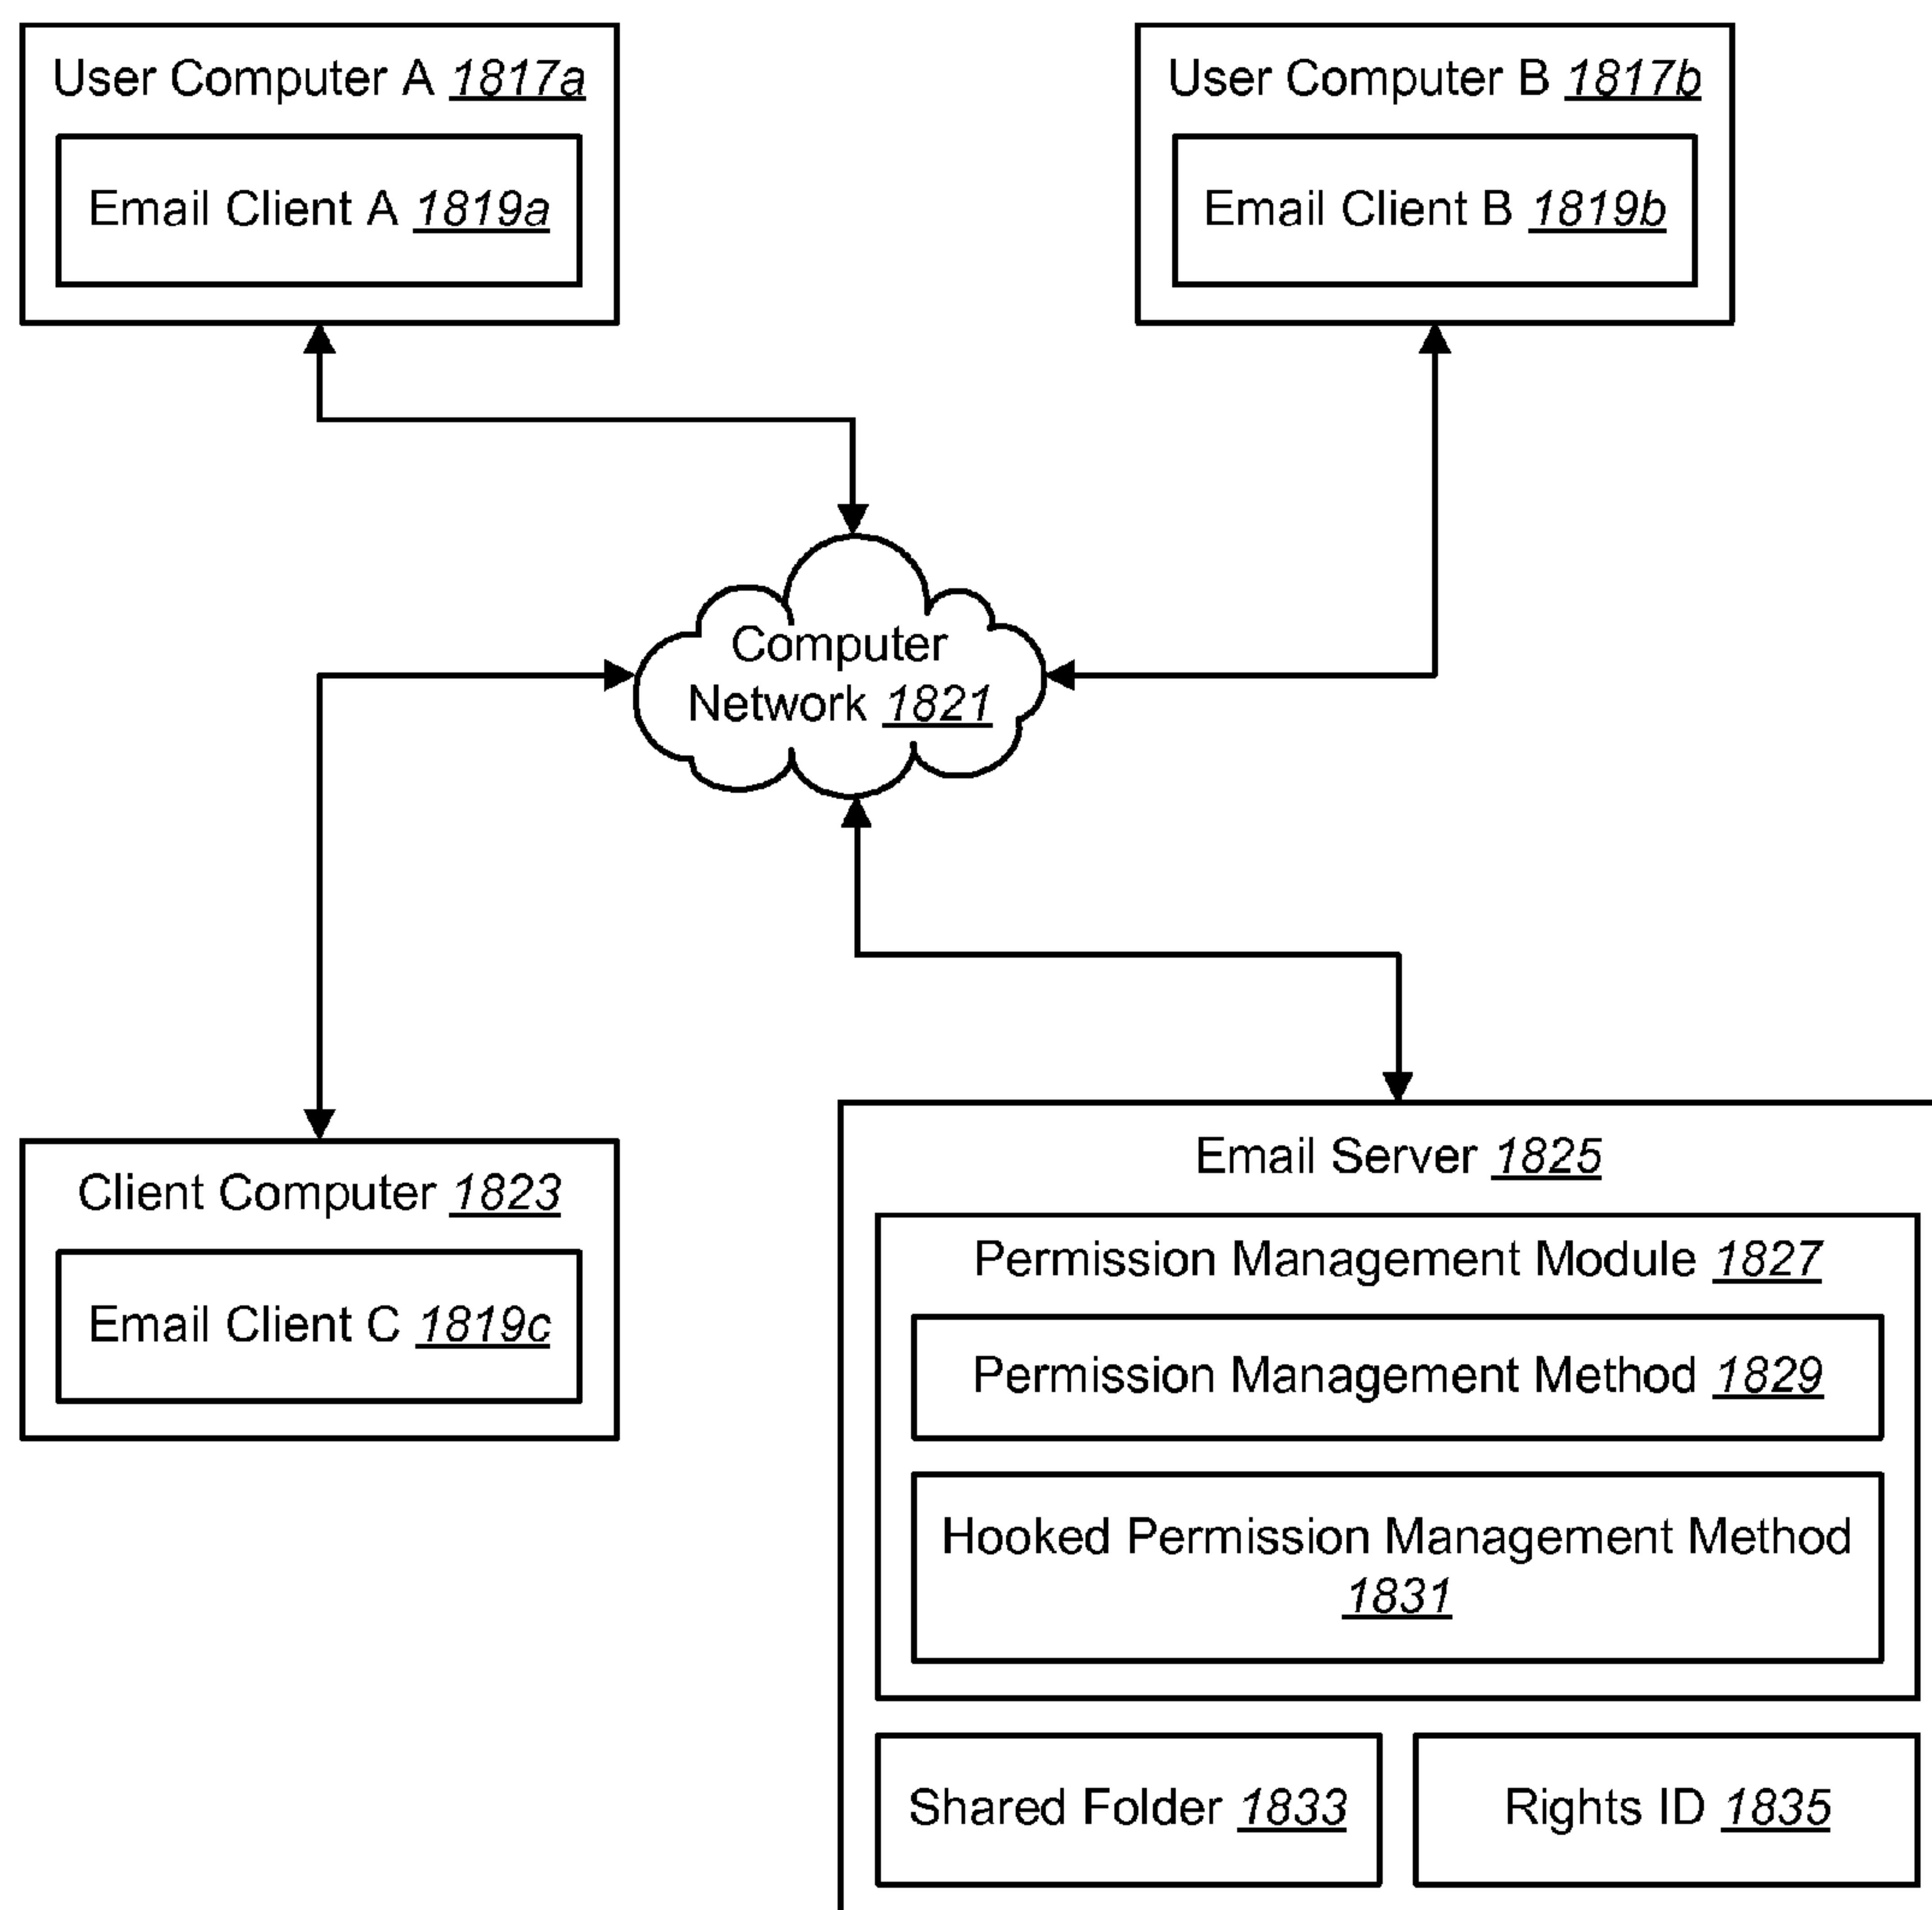 User Computer A 1817a
Email Client A 1819a
User Computer B 1817b
Email Client B 1819b
Computer
Network 1821
Client Computer 1823
Email Client C 1819c
Email Server 1825
Permission Management Module 1827
Permission Management Method 1829
Hooked Permission Management Method
1831
Shared Folder 1833
Rights ID 1835